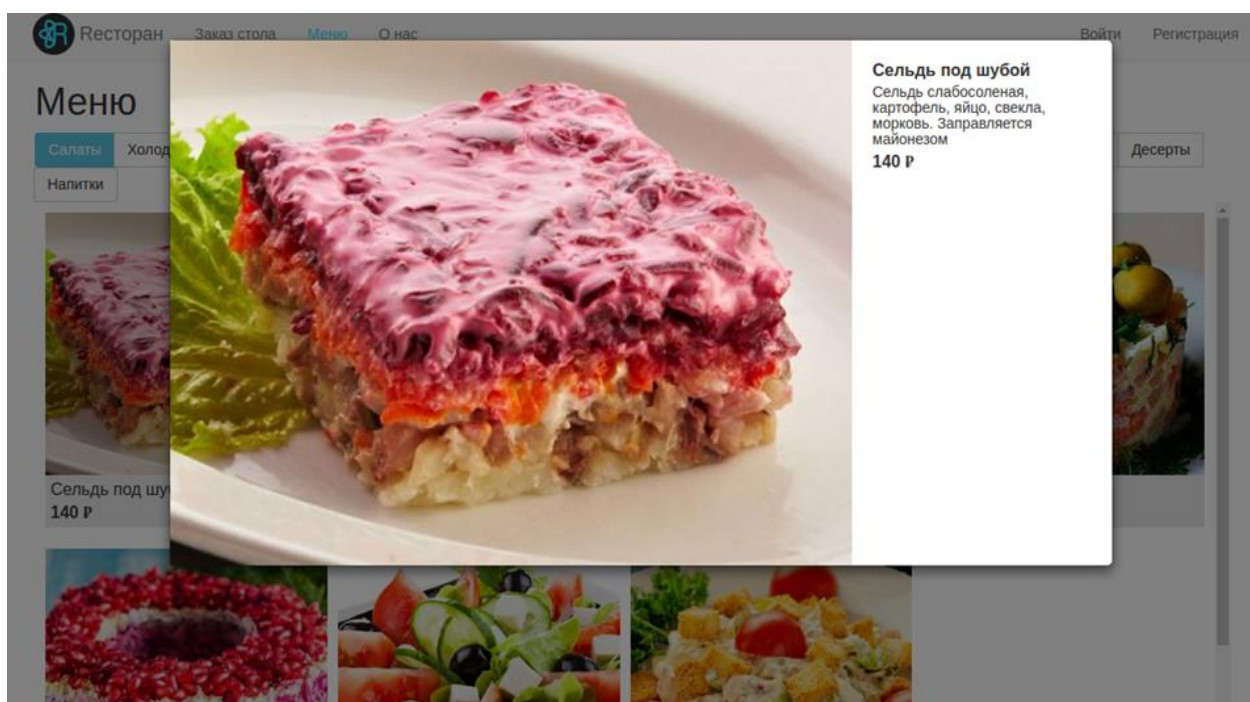 Rесторан Заказ стола Меню О нас Войти Регистрация
Меню
Салаты Холод Десерты
Напитки
Сельдь под шубой
Сельдь слабосоленая,
картофель, яйцо, свекла,
морковь. Заправляется
майонезом
140 ₽
Сельдь под шу
140 ₽